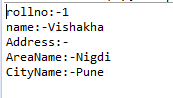 rollno:-1
name:-Vishakha
Address:-
AreaName:-Nigdi
CityName:-Pune